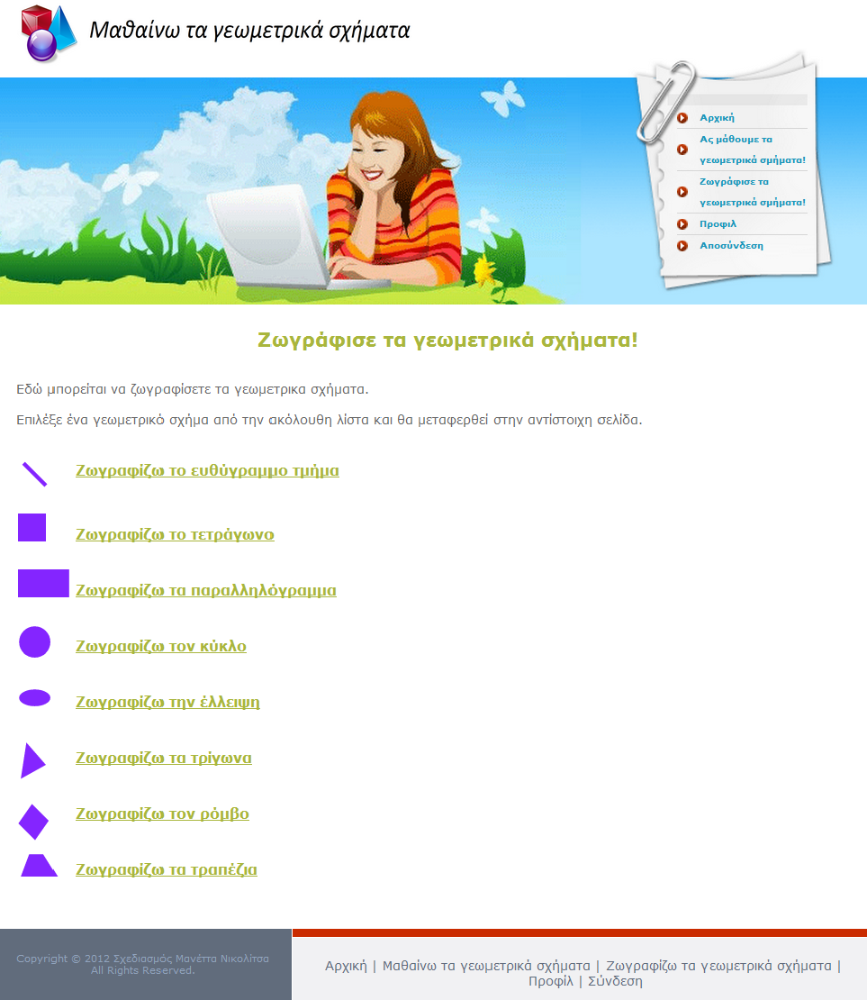 Μαθαίνω τα γεωμετρικά σχήματα
Αρχική
Ας μάθουμε τα
γεωμετρικά σμήματα!
Ζωγράφισε τα
γεωμετρικά σμήματα!
Προφιλ
Αποσύνδεση
Ζωγράφισε τα γεωμετρικά σχήματα!
Εδώ μπορείται να ζωγραφίσετε τα γεωμετρικα σχήματα.
Επιλέξε ένα γεωμετρικό σχήμα από την ακόλουθη λίστα και θα μεταφερθεί στην αντίστοιχη σελίδα.
Ζωγραφίζω το ευθύγραμμο τμήμα
Ζωγραφίζω το τετράγωνο
Ζωγραφίζω τα παραλληλόγραμμα
Ζωγραφίζω τον κύκλο
Ζωγραφίζω την έλλειψη
Ζωγραφίζω τα τρίγωνα
Ζωγραφίζω τον ρόμβο
Ζωγραφίζω τα τραπέζια
Copyright © 2012 Σχεδιασμός Μανέττα Νικολίτσα
All Rights Reserved.
Αρχική | Μαθαίνω τα γεωμετρικά σχήματα | Ζωγραφίζω τα γεωμετρικά σχήματα |
Προφίλ | Σύνδεση